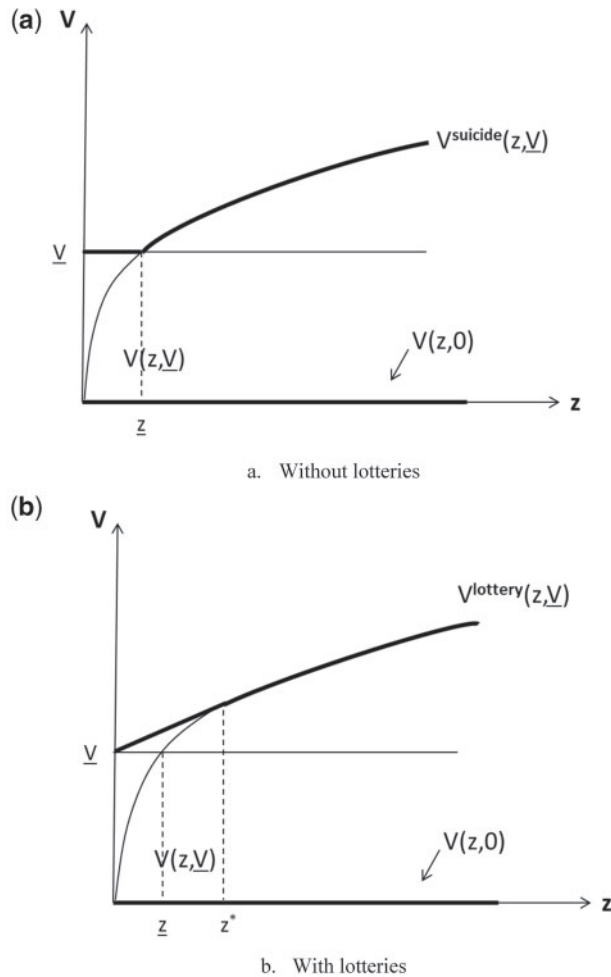 (a)
V
V^suicide(z,V̲)
V̲
V(z,V̲)
V(z,0)
z
z̲
a. Without lotteries
(b)
V
V^lottery(z,V̲)
V̲
V(z,V̲)
V(z,0)
z
z̲ z*
b. With lotteries